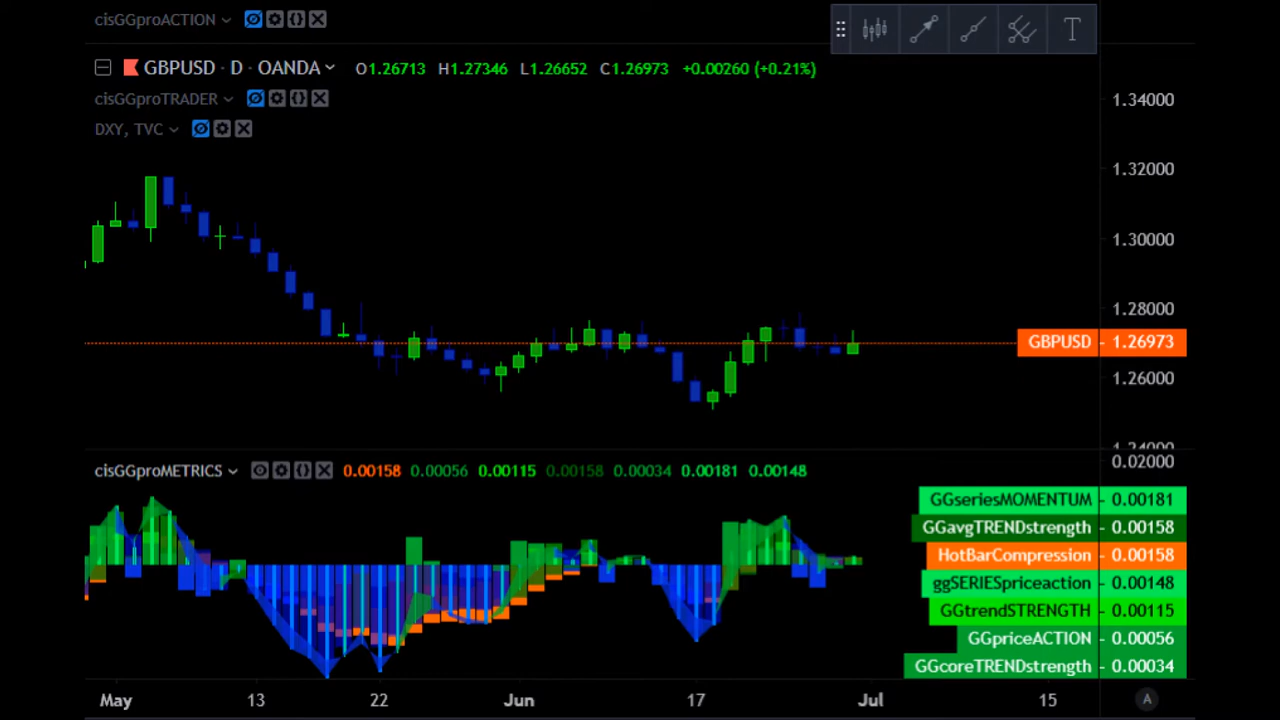 cisGGproACTION
T
GBPUSD · D · OANDA O1.26713 H1.27346 L1.26652 C1.26973 +0.00260 (+0.21%)
cisGGproTRADER
DXY, TVC
1.34000
1.32000
1.30000
1.28000
GBPUSD - 1.26973
1.26000
1.24000
cisGGproMETRICS 0.00158 0.00056 0.00115 0.00158 0.00034 0.00181 0.00148
0.02000
GGseriesMOMENTUM - 0.00181
GGavgTRENDstrength - 0.00158
HotBarCompression - 0.00158
ggSERIESpriceaction - 0.00148
GGtrendSTRENGTH - 0.00115
GGpriceACTION - 0.00056
GGcoreTRENDstrength - 0.00034
May 13 22 Jun 17 Jul 15 A